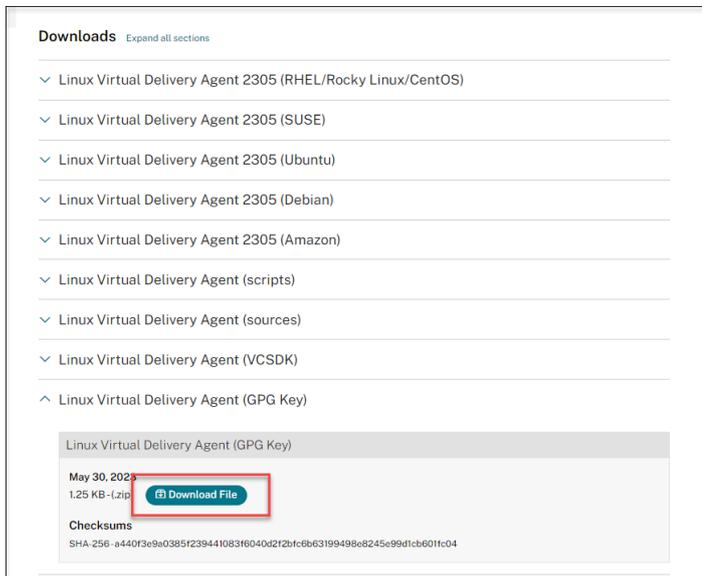 Downloads Expand all sections
Linux Virtual Delivery Agent 2305 (RHEL/Rocky Linux/CentOS)
Linux Virtual Delivery Agent 2305 (SUSE)
Linux Virtual Delivery Agent 2305 (Ubuntu)
Linux Virtual Delivery Agent 2305 (Debian)
Linux Virtual Delivery Agent 2305 (Amazon)
Linux Virtual Delivery Agent (scripts)
Linux Virtual Delivery Agent (sources)
Linux Virtual Delivery Agent (VCSDK)
Linux Virtual Delivery Agent (GPG Key)
Linux Virtual Delivery Agent (GPG Key)
May 30, 2023
1.25 KB - (.zip Download File
Checksums
SHA-256 - a440f3e9a0385f239441083f6040d2f2bfc6b63199498e8245e99d1cb601fc04